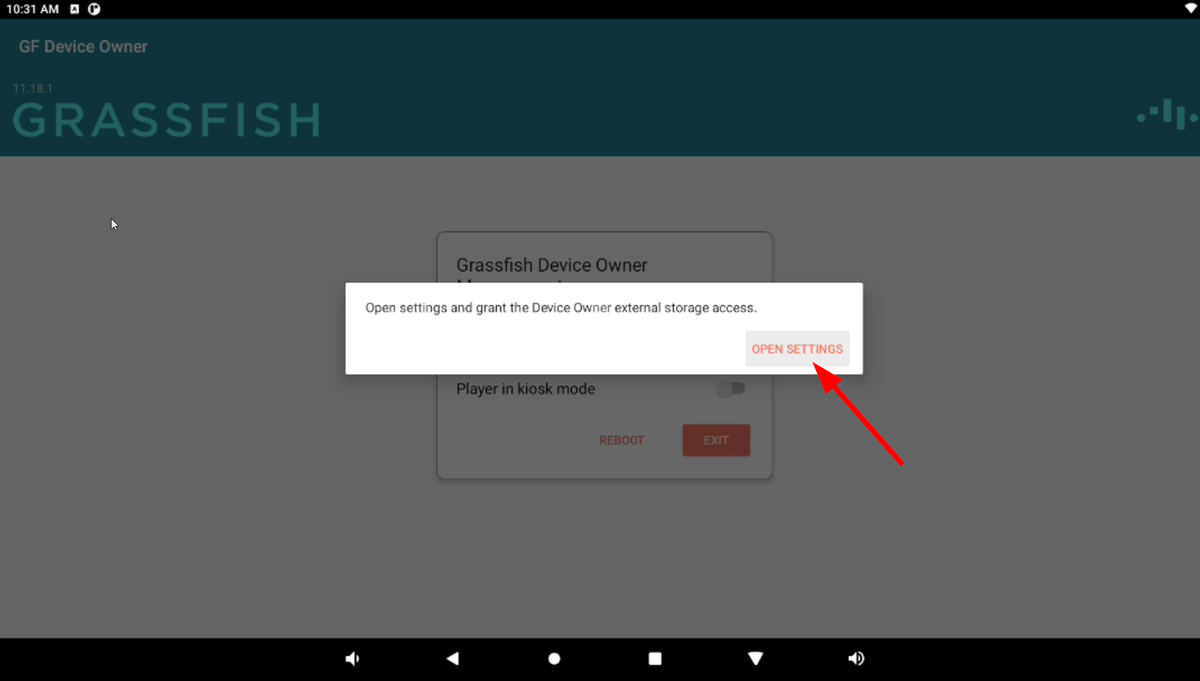 10:31 AM
GF Device Owner
11.18.1
GRASSFISH
Grassfish Device Owner
Open settings and grant the Device Owner external storage access.
OPEN SETTINGS
Player in kiosk mode
REBOOT
EXIT